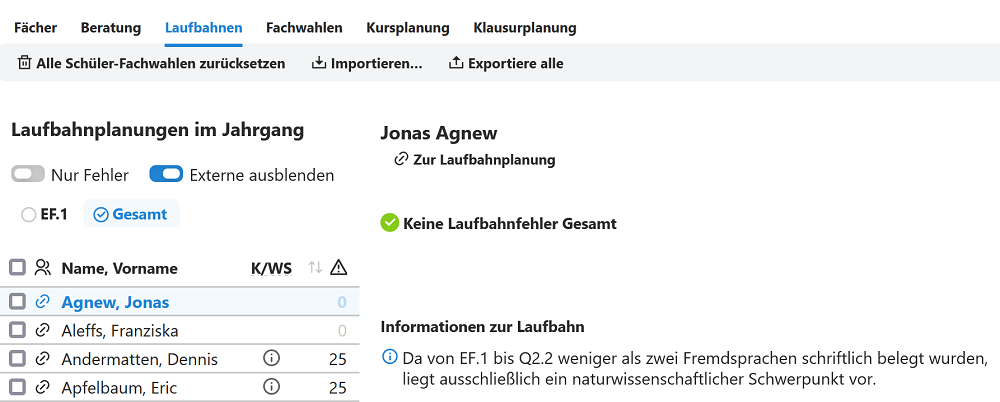 Fächer Beratung Laufbahnen Fachwahlen Kursplanung Klausurplanung
Alle Schüler-Fachwahlen zurücksetzen Importieren... Exportiere alle
Laufbahnplanungen im Jahrgang
Nur Fehler Externe ausblenden
EF.1 Gesamt
Name, Vorname K/WS
Agnew, Jonas 0
Aleffs, Franziska 0
Andermatten, Dennis 25
Apfelbaum, Eric 25
Jonas Agnew
Zur Laufbahnplanung
Keine Laufbahnfehler Gesamt
Informationen zur Laufbahn
Da von EF.1 bis Q2.2 weniger als zwei Fremdsprachen schriftlich belegt wurden,
liegt ausschließlich ein naturwissenschaftlicher Schwerpunkt vor.